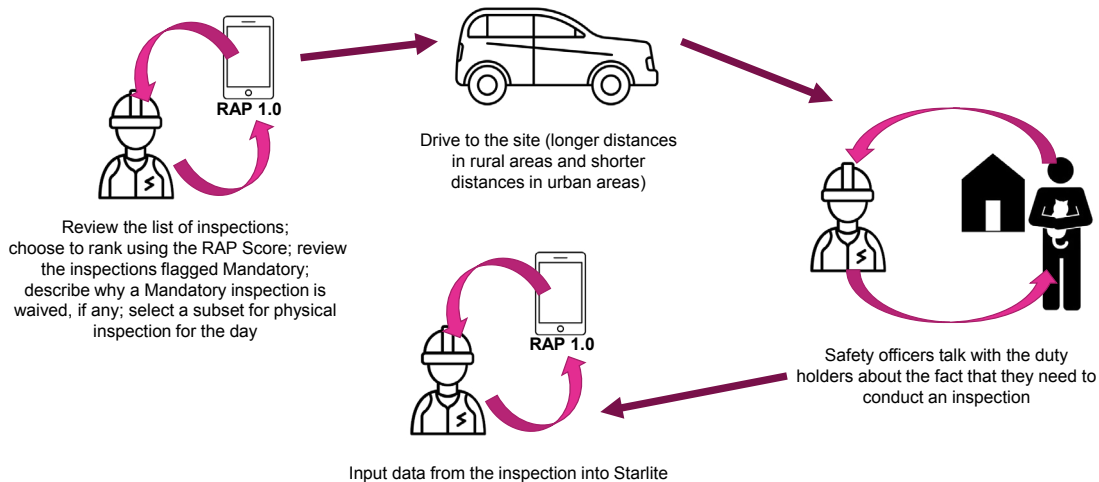 RAP 1.0
Review the list of inspections;
choose to rank using the RAP Score; review
the inspections flagged Mandatory;
describe why a Mandatory inspection is
waived, if any; select a subset for physical
inspection for the day
Drive to the site (longer distances
in rural areas and shorter
distances in urban areas)
Safety officers talk with the duty
holders about the fact that they need to
conduct an inspection
RAP 1.0
Input data from the inspection into Starlite